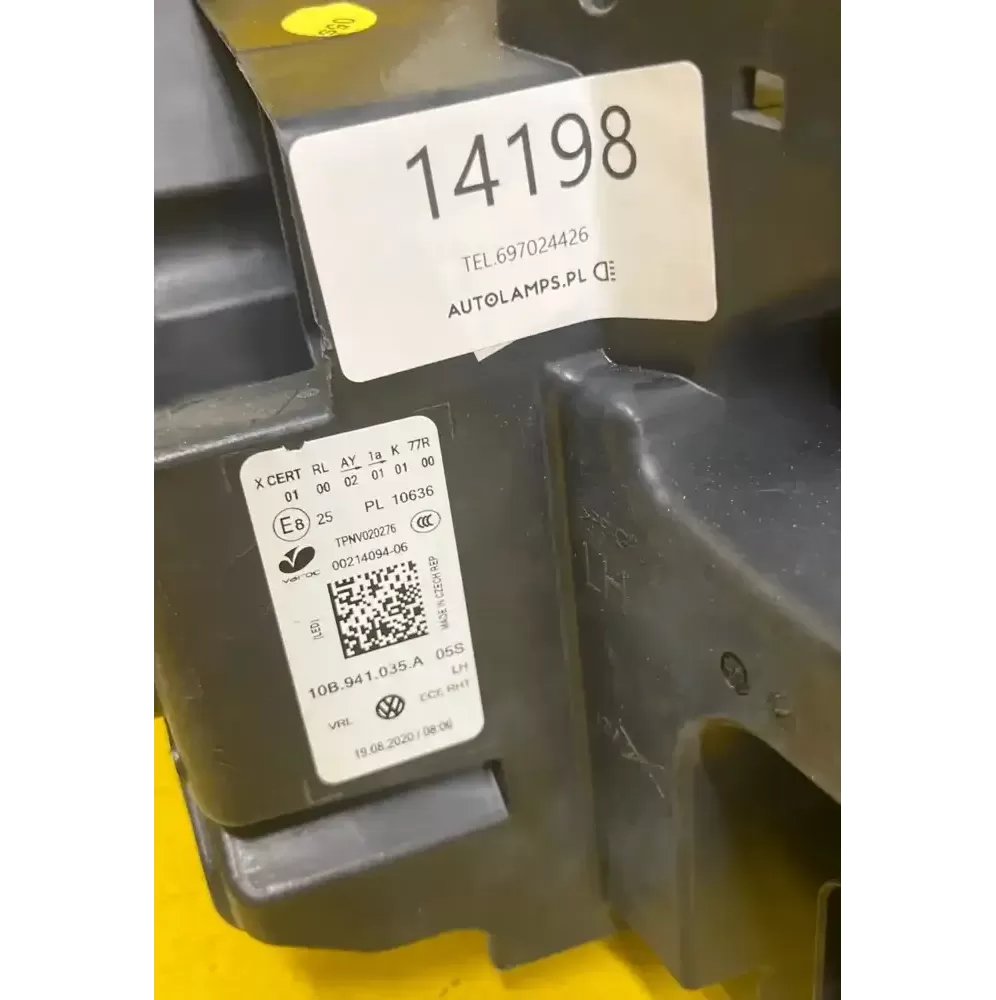 14198
TEL.697024426
AUTOLAMPS.PL
X CERT RL AY 1a K 77R
01 00 02 01 01 00
E8 25 PL 10636
TPNV020276 CCC
varoc 00214094-06
(LED)
MADE IN CZECH REP
10B.941.035.A 05S
LH
VRL ECE RHT
19.08.2020 / 08:06
LH